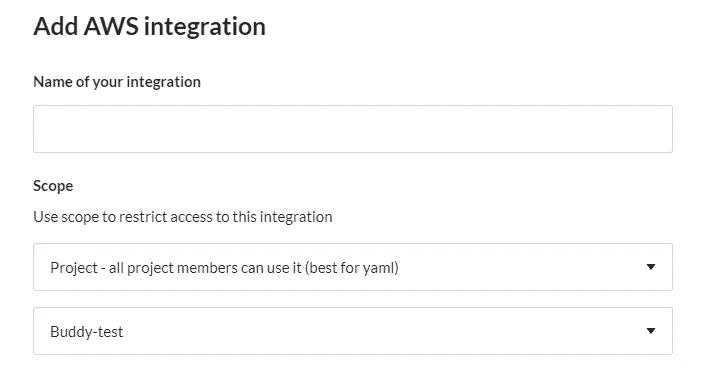 Add AWS integration
Name of your integration
Scope
Use scope to restrict access to this integration
Project - all project members can use it (best for yaml)
Buddy-test